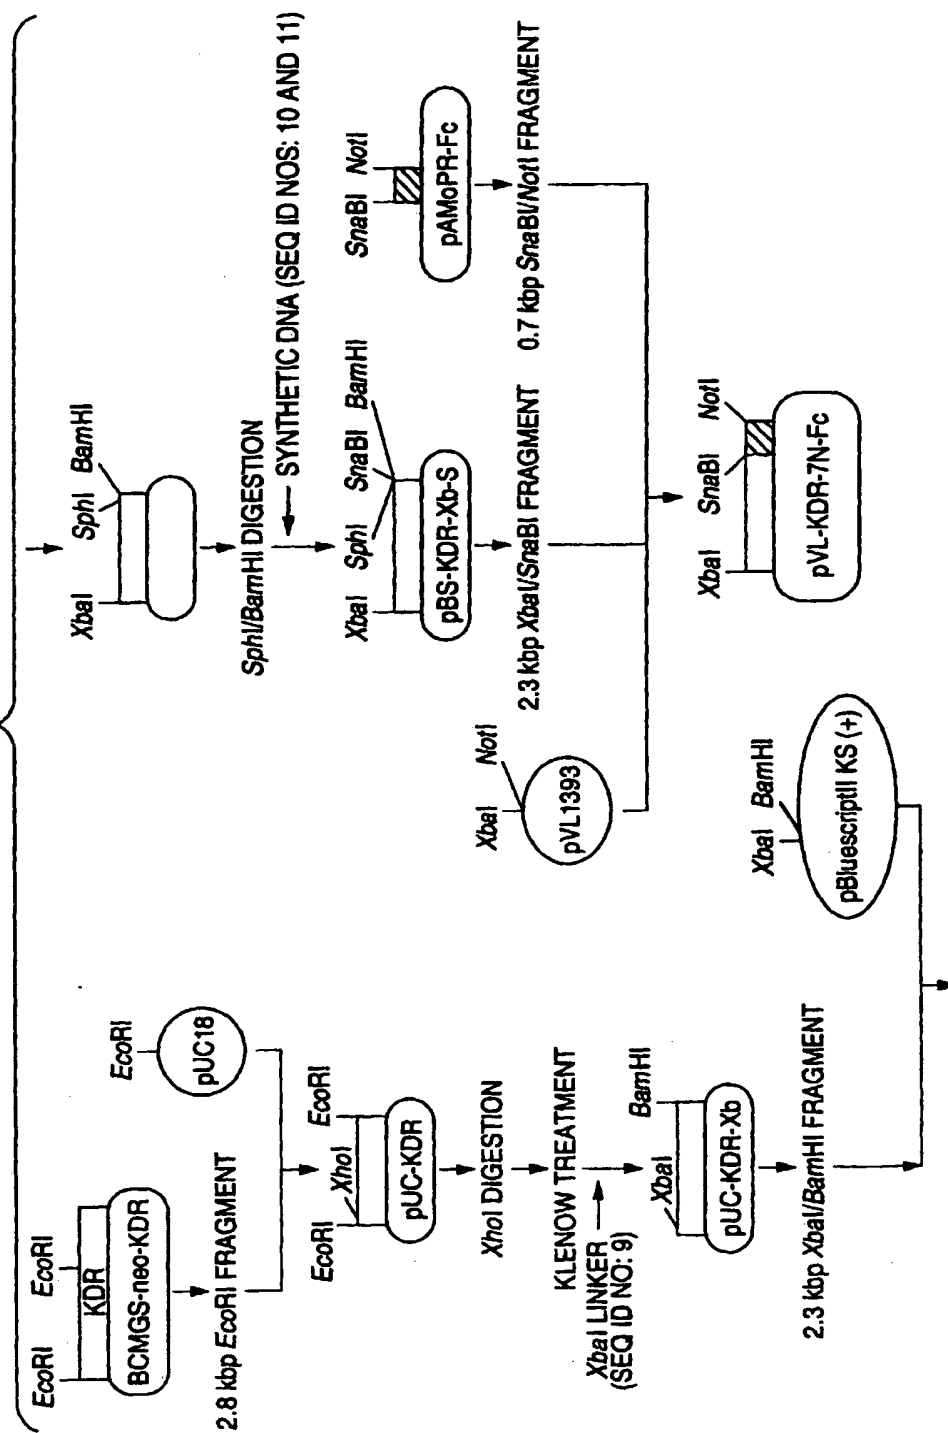 EcoRI EcoRI
KDR
BCMGS-neo-KDR
EcoRI
pUC18
2.8 kbp EcoRI FRAGMENT
EcoRI XhoI EcoRI
pUC-KDR
XhoI DIGESTION
KLENOW TREATMENT
XbaI LINKER
(SEQ ID NO: 9)
XbaI BamHI
pUC-KDR-Xb
2.3 kbp XbaI/BamHI FRAGMENT
XbaI BamHI
pBluescriptII KS (+)
XbaI SphI BamHI
SphI/BamHI DIGESTION
SYNTHETIC DNA (SEQ ID NOS: 10 AND 11)
XbaI NotI
pVL1393
XbaI SphI SnaBI BamHI
pBS-KDR-Xb-S
SnaBI NotI
pAMoPR-Fc
2.3 kbp XbaI/SnaBI FRAGMENT
0.7 kbp SnaBI/NotI FRAGMENT
XbaI SnaBI NotI
pVL-KDR-7N-Fc